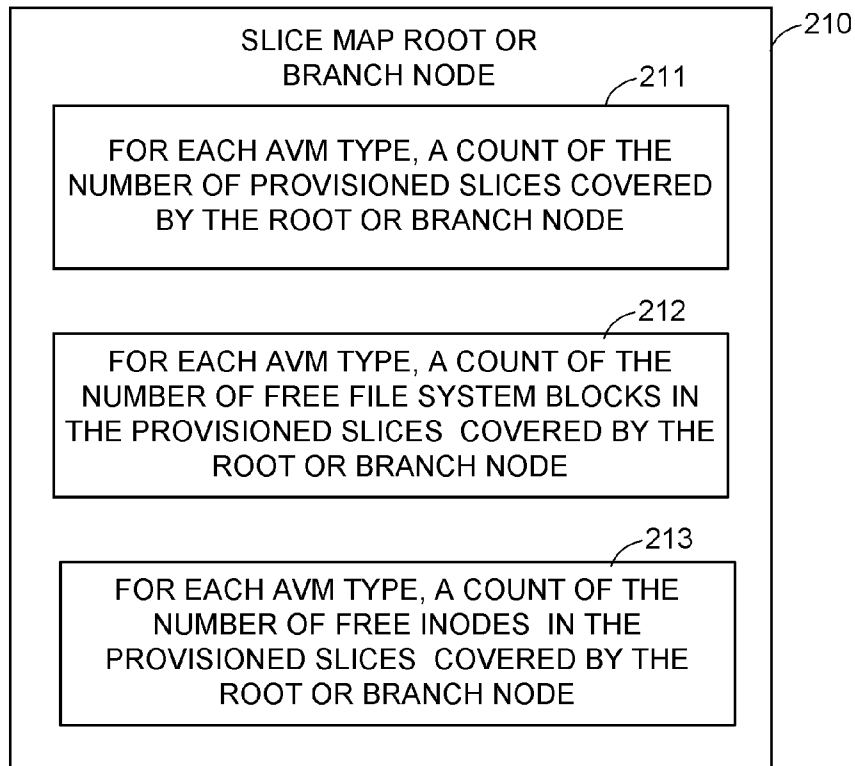 210
SLICE MAP ROOT OR
BRANCH NODE
211
FOR EACH AVM TYPE, A COUNT OF THE
NUMBER OF PROVISIONED SLICES COVERED
BY THE ROOT OR BRANCH NODE
212
FOR EACH AVM TYPE, A COUNT OF THE
NUMBER OF FREE FILE SYSTEM BLOCKS IN
THE PROVISIONED SLICES COVERED BY THE
ROOT OR BRANCH NODE
213
FOR EACH AVM TYPE, A COUNT OF THE
NUMBER OF FREE INODES IN THE
PROVISIONED SLICES COVERED BY THE
ROOT OR BRANCH NODE